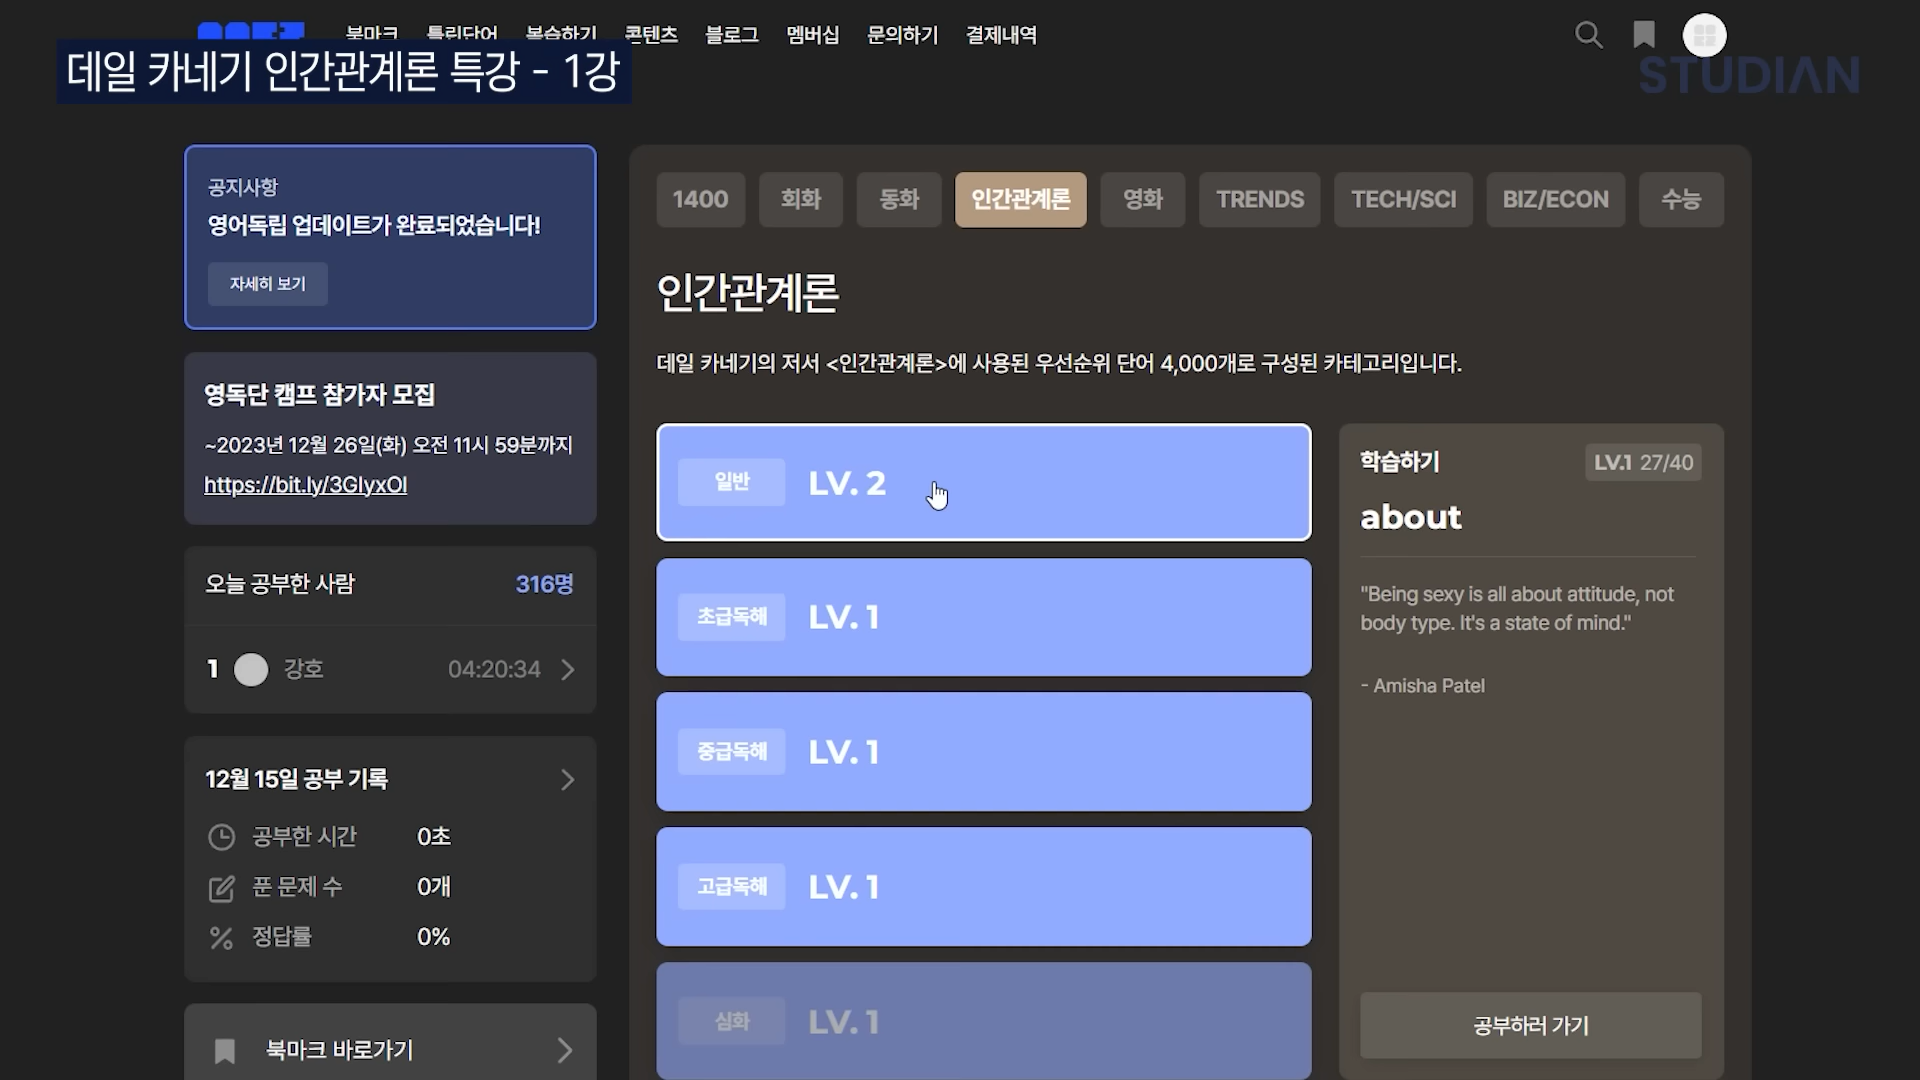 북마크 틀린단어 복습하기 콘텐츠 블로그 멤버십 문의하기 결제내역
데일 카네기 인간관계론 특강 - 1강
STUDIAN
공지사항
영어독립 업데이트가 완료되었습니다!
자세히 보기
영독단 캠프 참가자 모집
~2023년 12월 26일(화) 오전 11시 59분까지
https://bit.ly/3GlyxOl
오늘 공부한 사람 316명
1 강호 04:20:34
12월 15일 공부 기록
공부한 시간 0초
푼 문제 수 0개
정답률 0%
북마크 바로가기
1400 회화 동화 인간관계론 영화 TRENDS TECH/SCI BIZ/ECON 수능
인간관계론
데일 카네기의 저서 <인간관계론>에 사용된 우선순위 단어 4,000개로 구성된 카테고리입니다.
일반 LV. 2
초급독해 LV. 1
중급독해 LV. 1
고급독해 LV. 1
심화 LV. 1
학습하기 LV.1 27/40
about
"Being sexy is all about attitude, not
body type. It's a state of mind."
- Amisha Patel
공부하러 가기